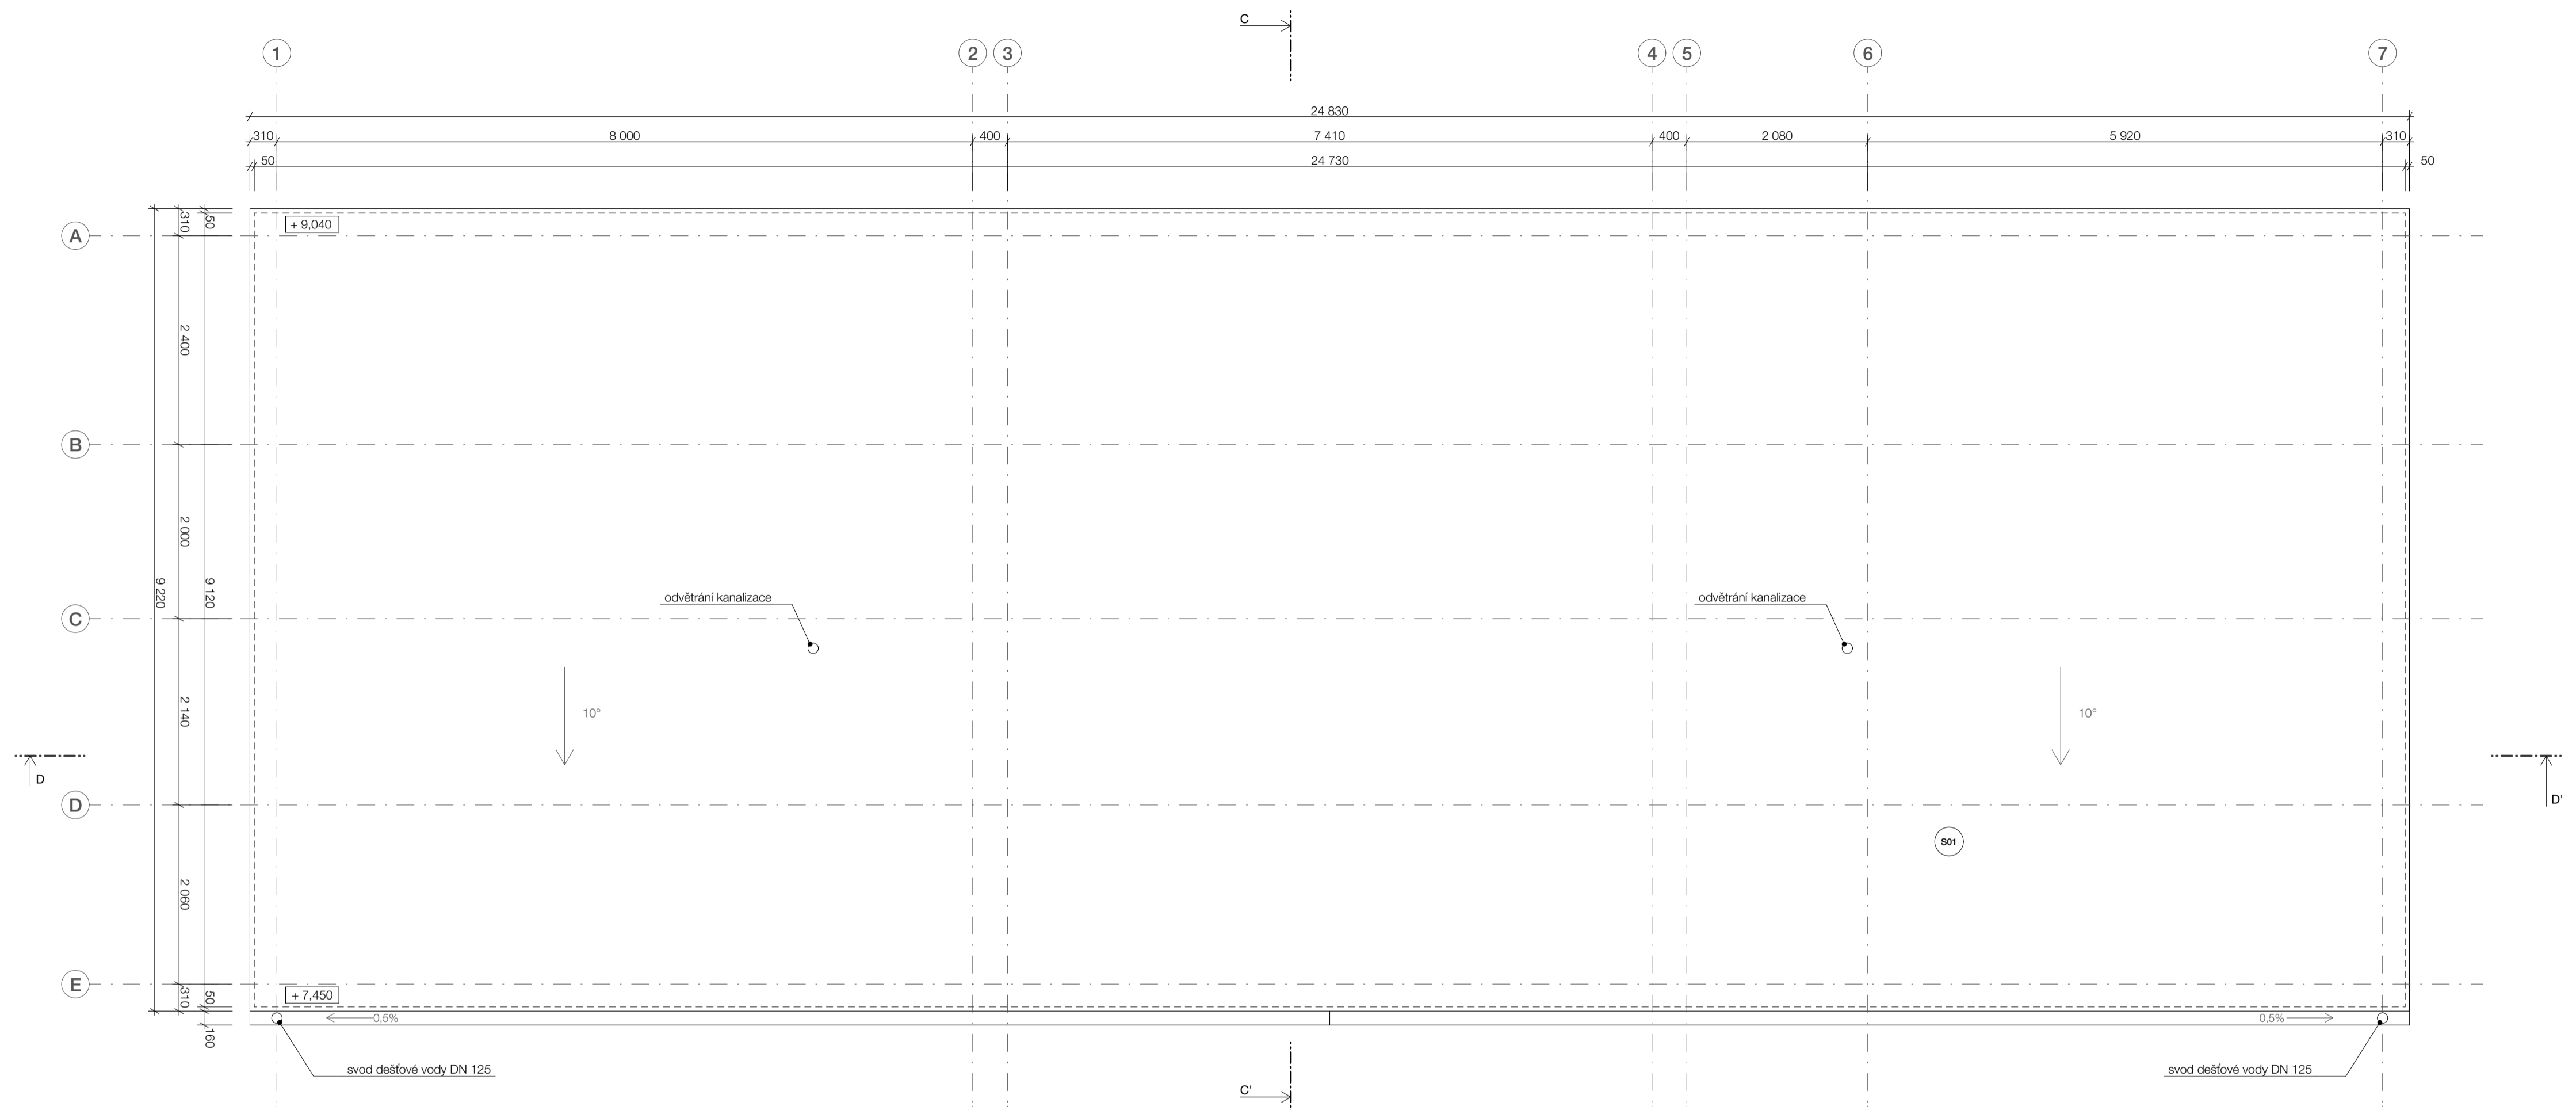 C
1
2
3
4
5
6
7
24 830
310
8 000
400
7 410
400
2 080
5 920
310
50
24 730
50
310
50
+ 9,040
A
2 400
B
2 000
9 220
9 120
odvětrání kanalizace
odvětrání kanalizace
C
2 140
10°
10°
D
D'
D
S01
2 060
E
310
50
+ 7,450
0,5%
0,5%
160
svod dešťové vody DN 125
svod dešťové vody DN 125
C'